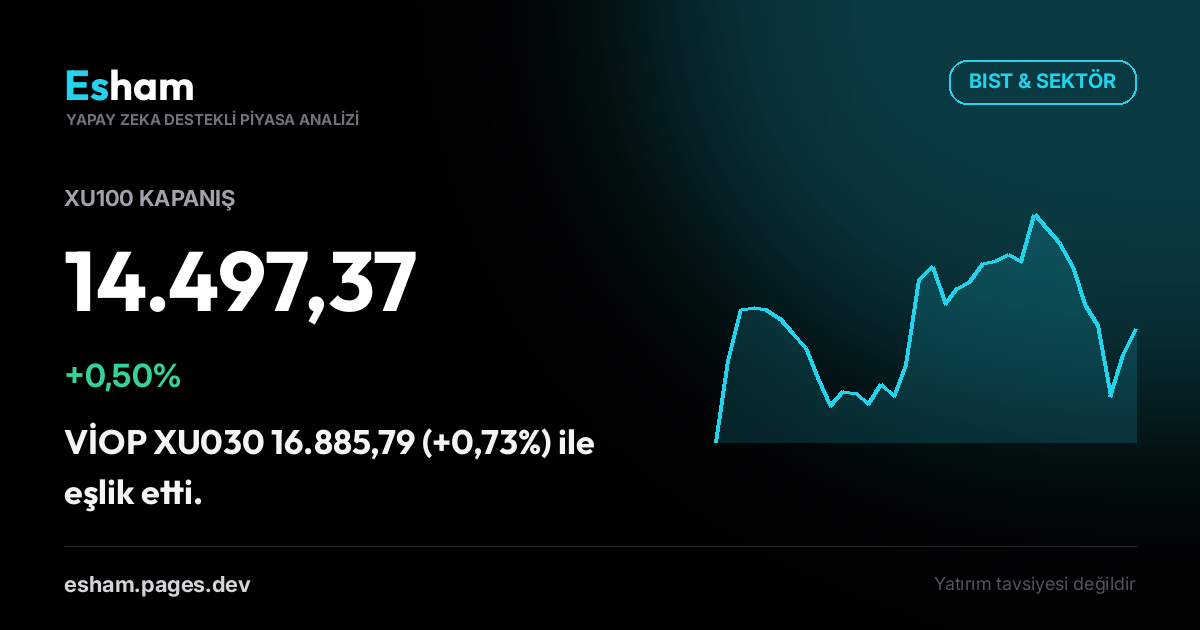 Esham
YAPAY ZEKA DESTEKLİ PİYASA ANALİZİ
BIST & SEKTÖR
XU100 KAPANIŞ
14.497,37
+0,50%
VİOP XU030 16.885,79 (+0,73%) ile
eşlik etti.
esham.pages.dev
Yatırım tavsiyesi değildir